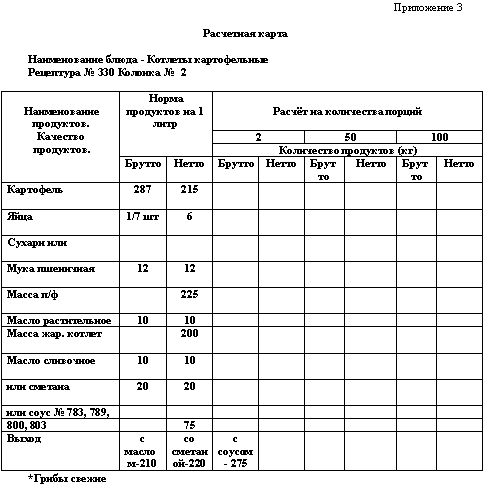 Приложение 3
Расчетная карта
Наименование блюда - Котлеты картофельные
Рецептура № 330 Колонка № 2
Наименование продуктов. Качество продуктов.
Норма продуктов на 1 литр
Расчёт на количества порций
2 50 100
Количество продуктов (кг)
Брутто Нетто Брутто Нетто Брут то Нетто Брут то Нетто
Картофель 287 215
Яйца 1/7 шт 6
Сухари или
Мука пшеничная 12 12
Масса п/ф 225
Масло растительное 10 10
Масса жар. котлет 200
Масло сливочное 10 10
или сметана 20 20
или соус № 783, 789,
800, 803 75
Выход с масло м-210 со сметан ой-220 с соусом - 275
*Грибы свежие